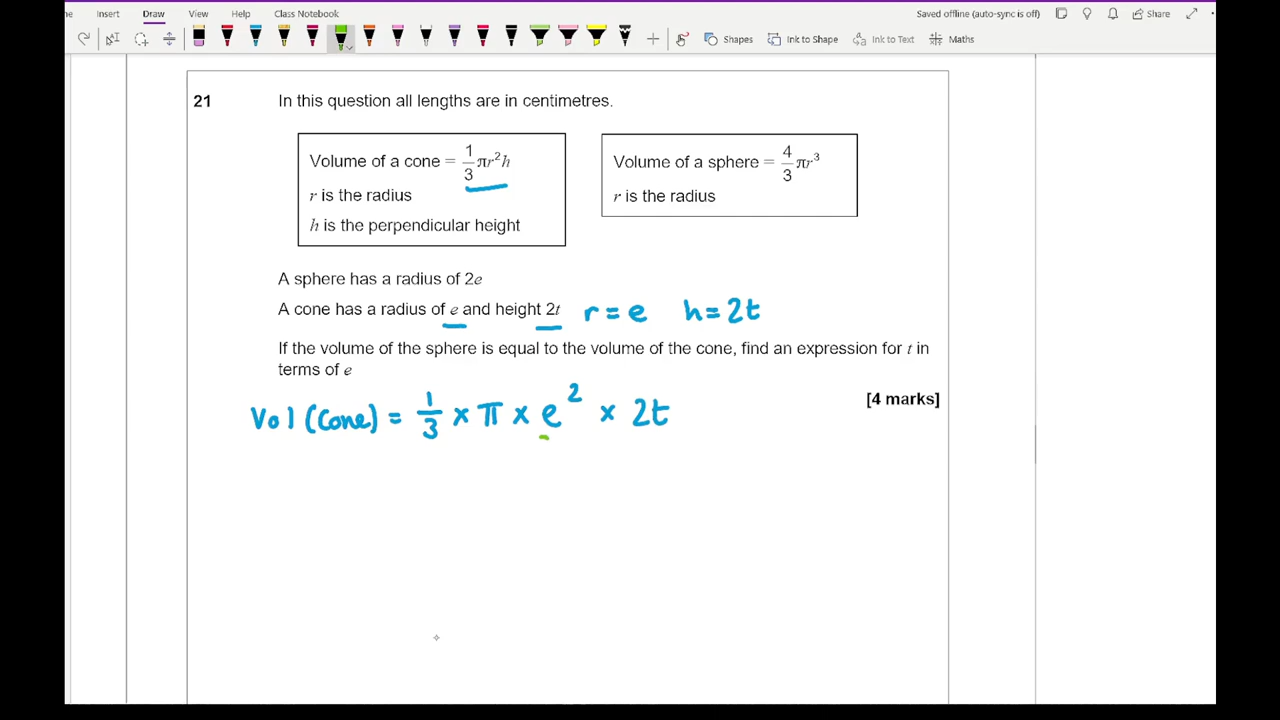 Insert Draw View Help Class Notebook Saved offline (auto-sync is off) Share
Shapes Ink to Shape Ink to Text Maths
21 In this question all lengths are in centimetres.
Volume of a cone = 1/3 πr²h
r is the radius
h is the perpendicular height
Volume of a sphere = 4/3 πr³
r is the radius
A sphere has a radius of 2e
A cone has a radius of e and height 2t r = e h = 2t
If the volume of the sphere is equal to the volume of the cone, find an expression for t in
terms of e
[4 marks]
Vol (Cone) = 1/3 × π × e² × 2t